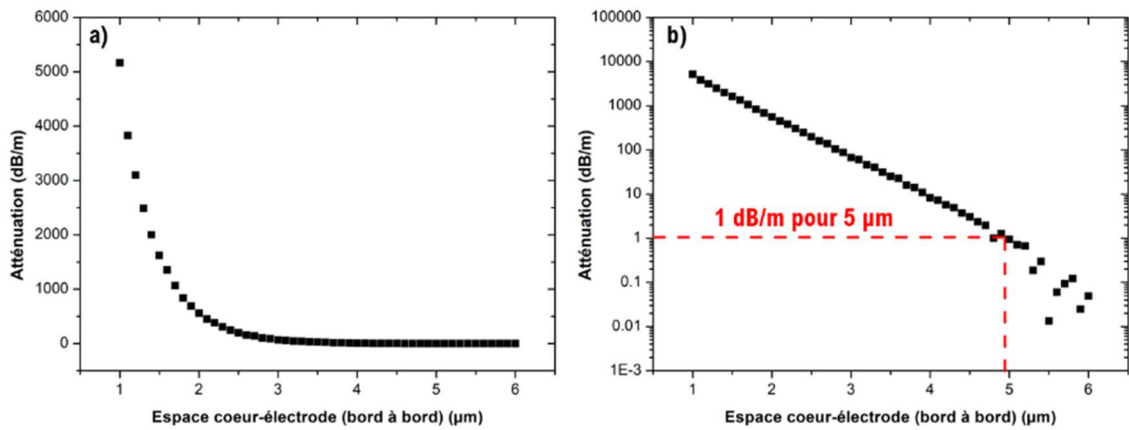 a)
6000
5000
4000
3000
2000
1000
0
Atténuation (dB/m)
1 2 3 4 5 6
Espace coeur-électrode (bord à bord) (µm)
b)
100000
10000
1000
100
10
1
0.1
0.01
1E-3
Atténuation (dB/m)
1 dB/m pour 5 µm
1 2 3 4 5 6
Espace coeur-électrode (bord à bord) (µm)